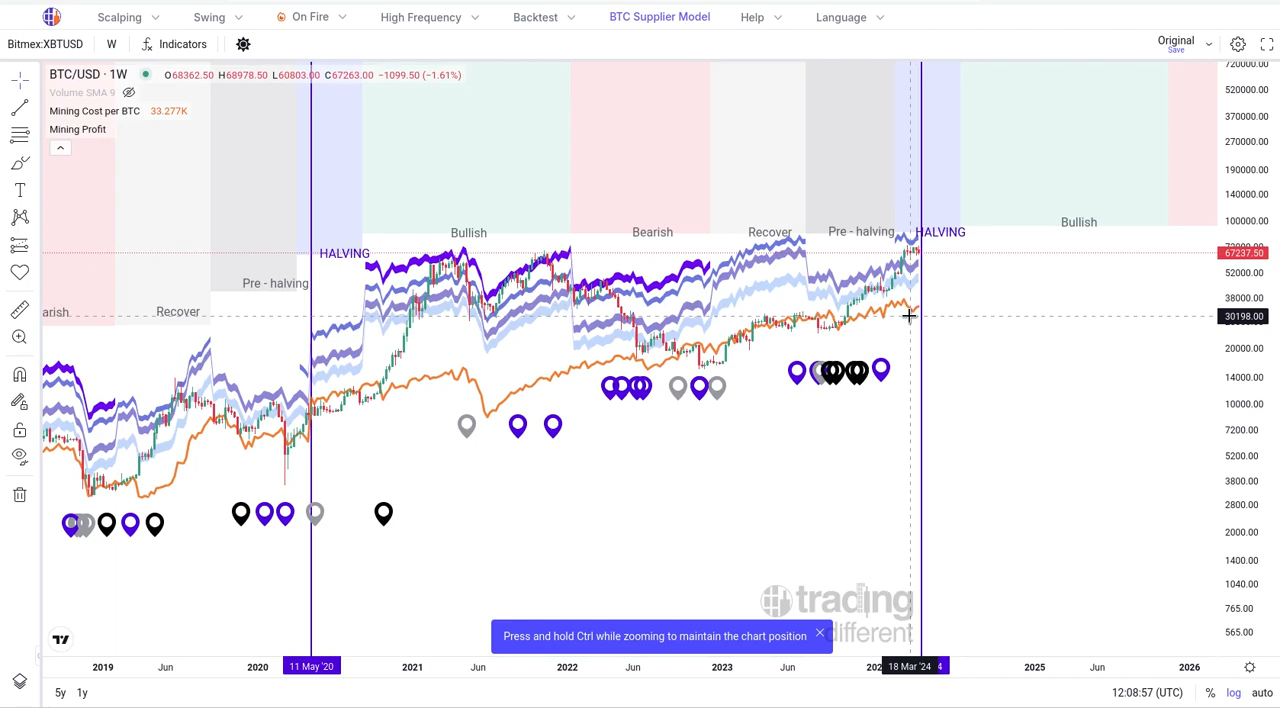 Scalping Swing On Fire High Frequency Backtest BTC Supplier Model Help Language
Bitmex:XBTUSD W Indicators Original
Save
BTC/USD · 1W O68362.50 H68978.50 L60803.00 C67263.00 −1099.50 (−1.61%)
Volume SMA 9
Mining Cost per BTC 33.277K
Mining Profit
720000.00
520000.00
370000.00
270000.00
190000.00
140000.00
100000.00
67237.50
52000.00
38000.00
30198.00
20000.00
14000.00
10000.00
7200.00
5200.00
3800.00
2800.00
2000.00
1400.00
1040.00
765.00
565.00
Bullish Bearish Recover Pre - halving HALVING Bullish
HALVING
Pre - halving
arish Recover
trading
different
Press and hold Ctrl while zooming to maintain the chart position
2019 Jun 2020 11 May '20 2021 Jun 2022 Jun 2023 Jun 18 Mar '24 2025 Jun 2026
5y 1y 12:08:57 (UTC) % log auto